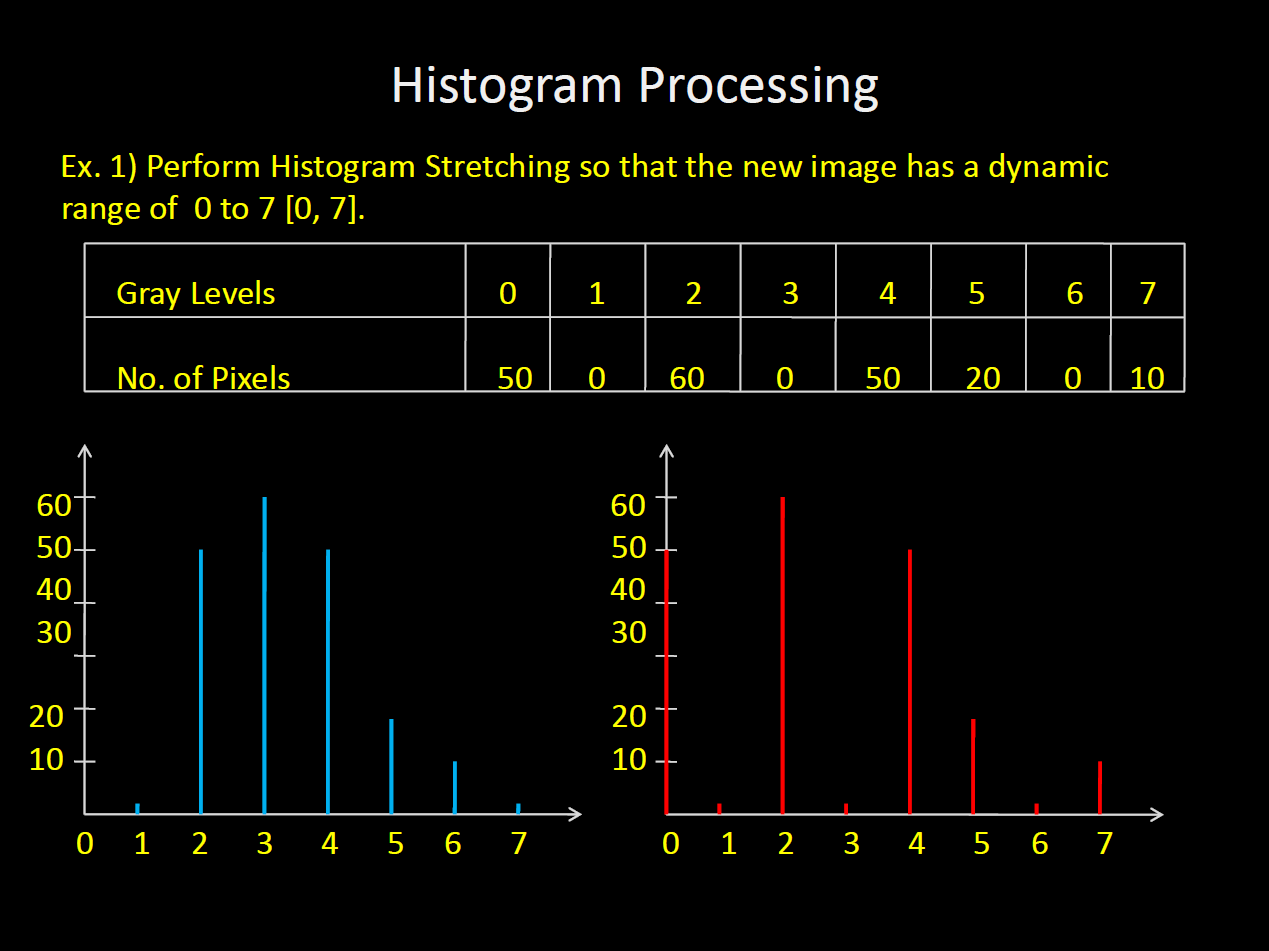 Histogram Processing
Ex. 1) Perform Histogram Stretching so that the new image has a dynamic
range of 0 to 7 [0, 7].
Gray Levels 0 1 2 3 4 5 6 7
No. of Pixels 50 0 60 0 50 20 0 10
60
50
40
30
20
10
0 1 2 3 4 5 6 7
60
50
40
30
20
10
0 1 2 3 4 5 6 7